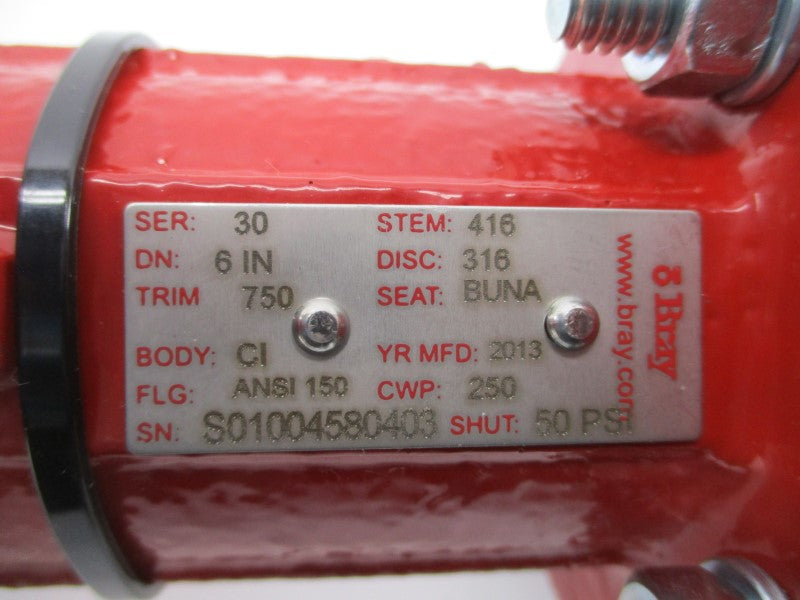 SER: 30 STEM: 416
DN: 6 IN DISC: 316
TRIM 750 SEAT: BUNA
BODY: CI YR MFD: 2013
FLG: ANSI 150 CWP: 250
SN: S01004580403 SHUT: 50 PSI
Bray
www.bray.com